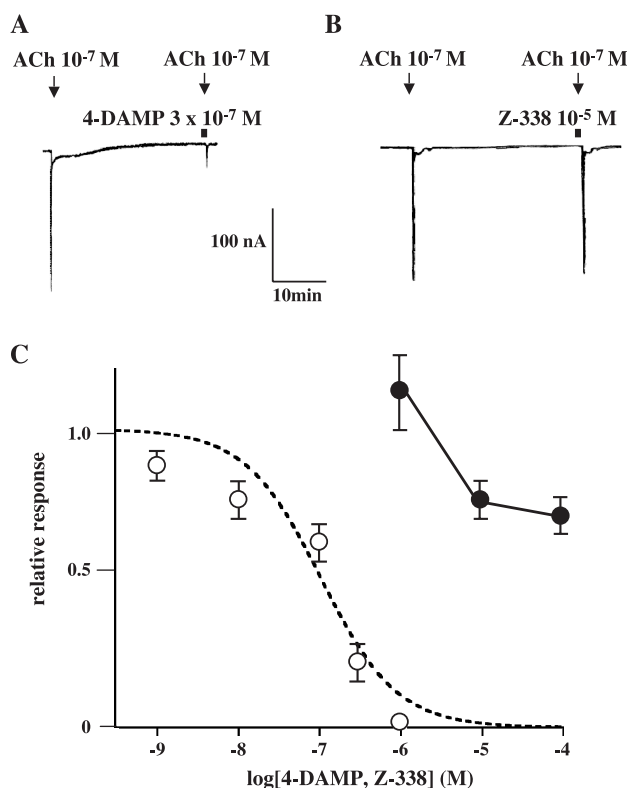 A
B
ACh 10-7 M
ACh 10-7 M
ACh 10-7 M
ACh 10-7 M
4-DAMP 3 x 10-7 M
Z-338 10-5 M
100 nA
10min
C
relative response
1.0
0.5
0
-9
-8
-7
-6
-5
-4
log[4-DAMP, Z-338] (M)